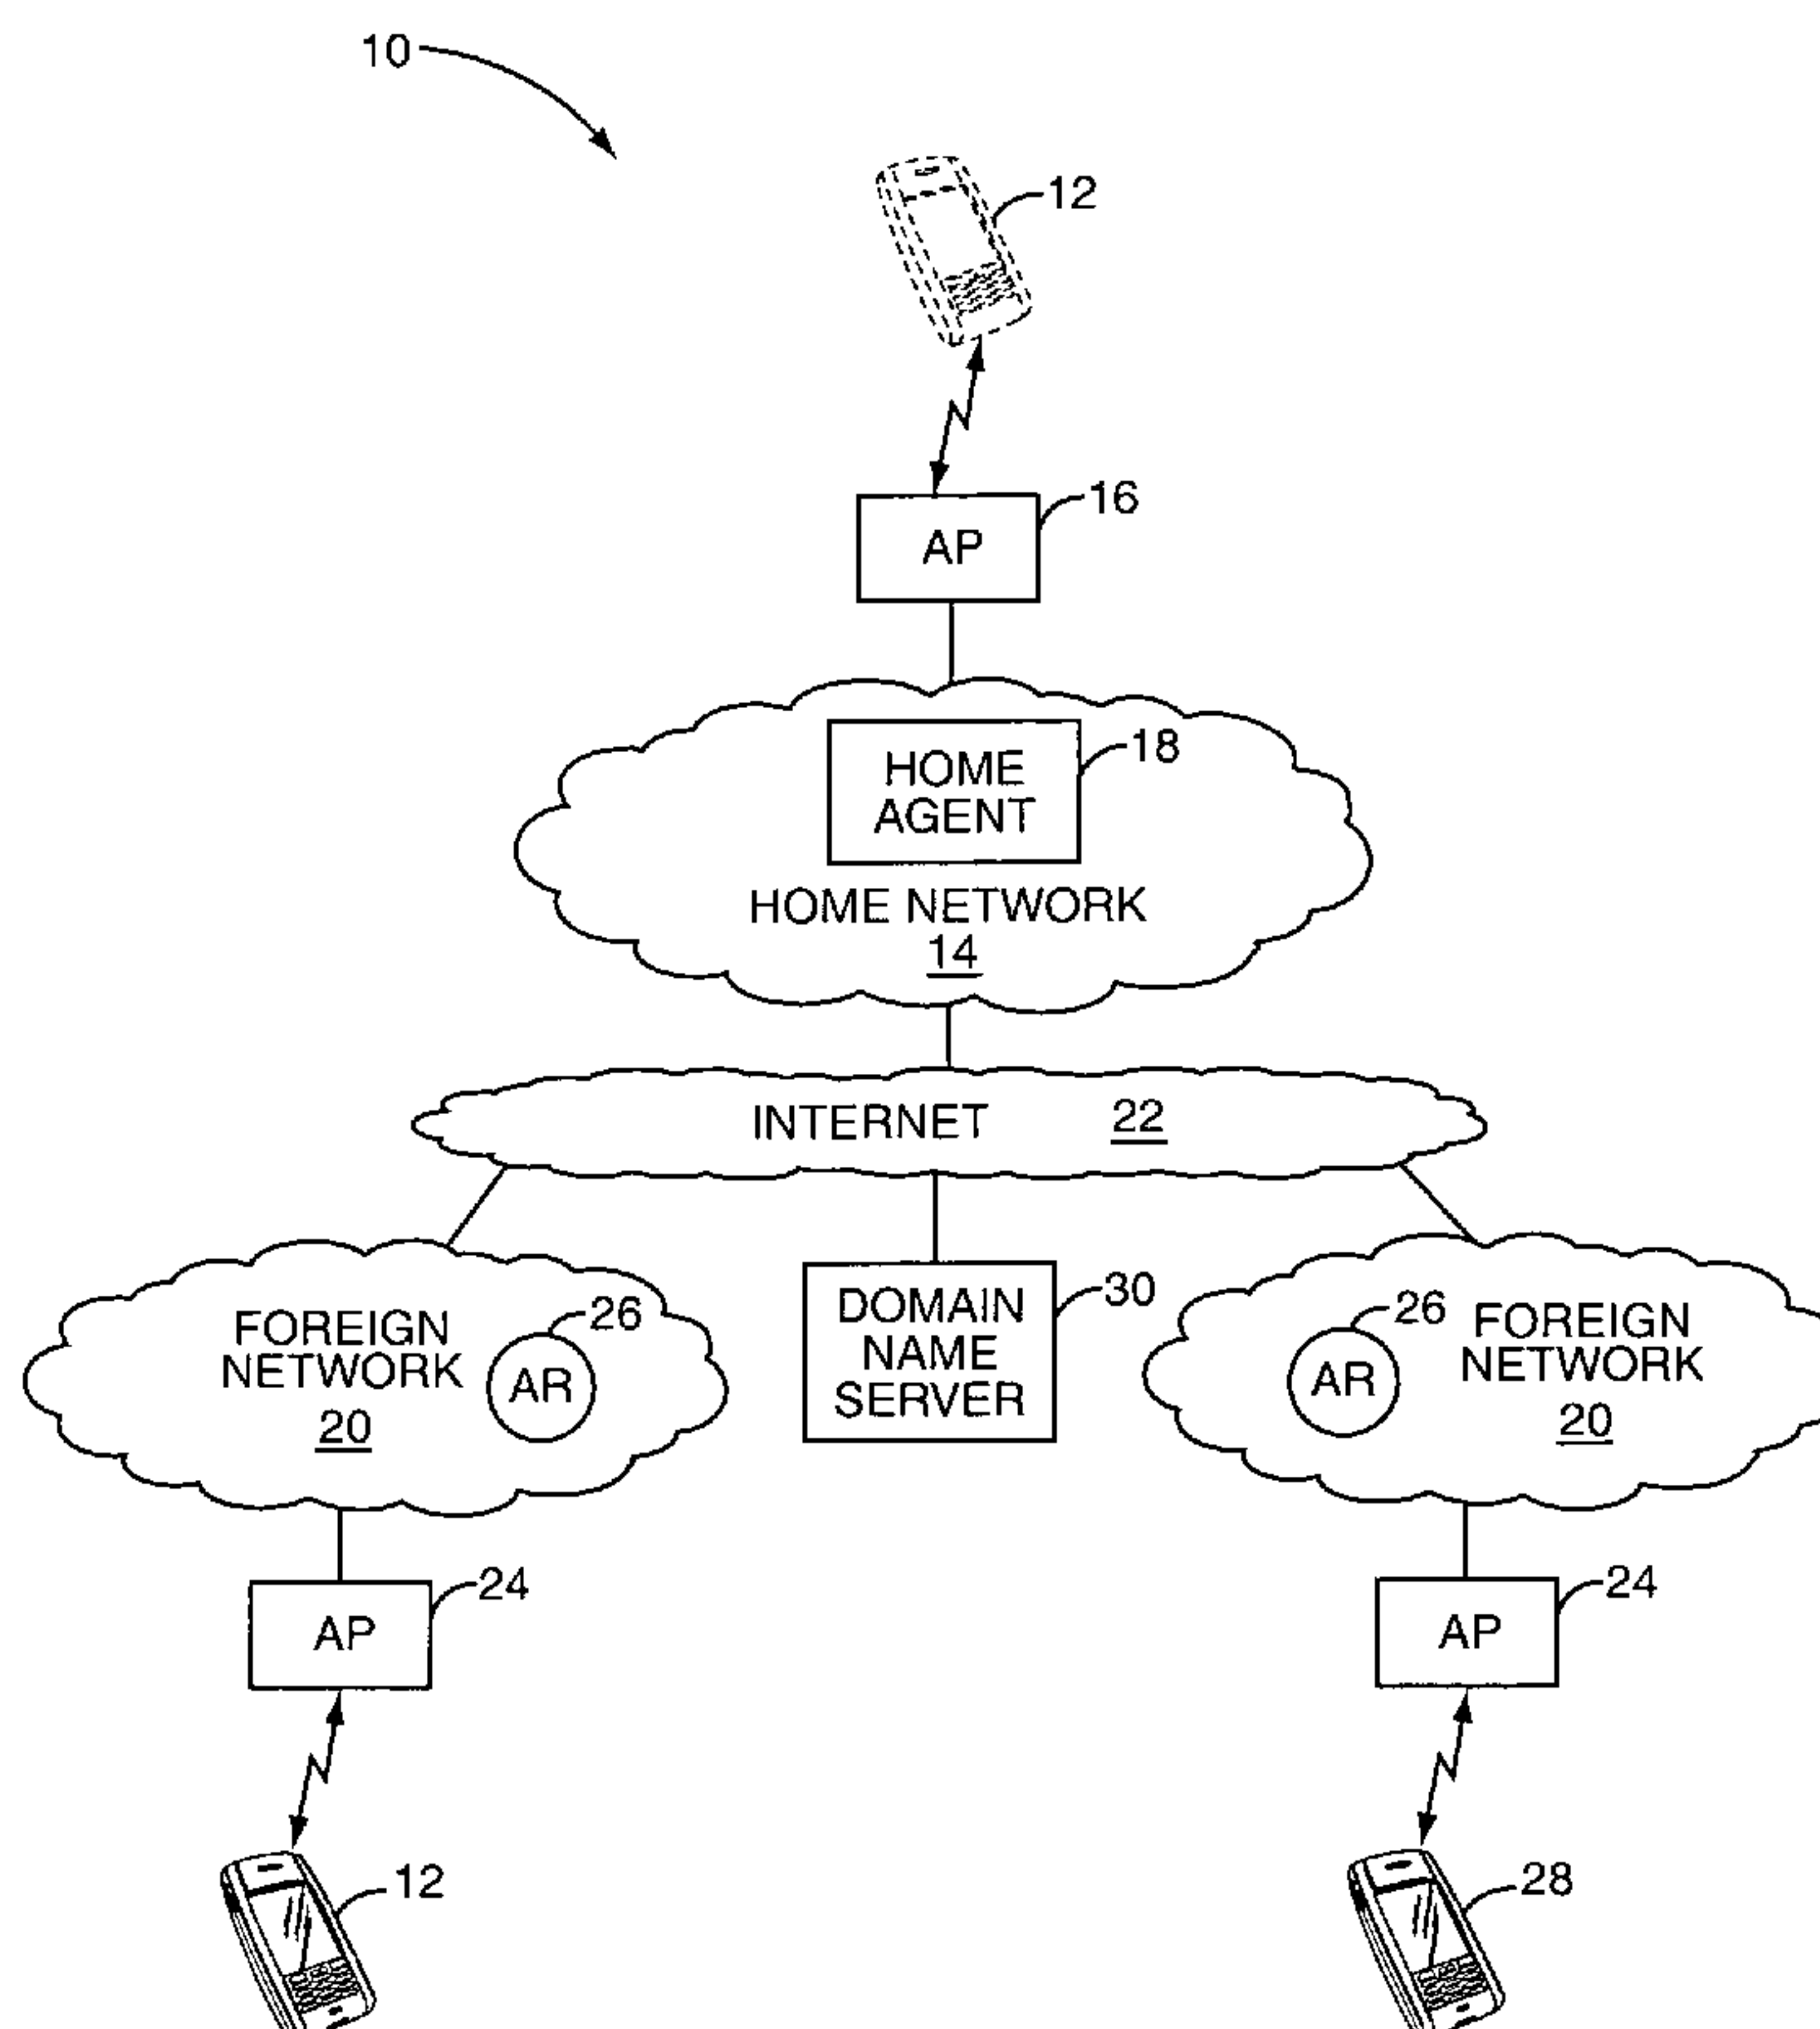 10
12
16
AP
18
HOME
AGENT
HOME NETWORK
14
INTERNET 22
FOREIGN
NETWORK
20
26
AR
DOMAIN
NAME
SERVER
30
26
AR
FOREIGN
NETWORK
20
24
AP
24
AP
12
28